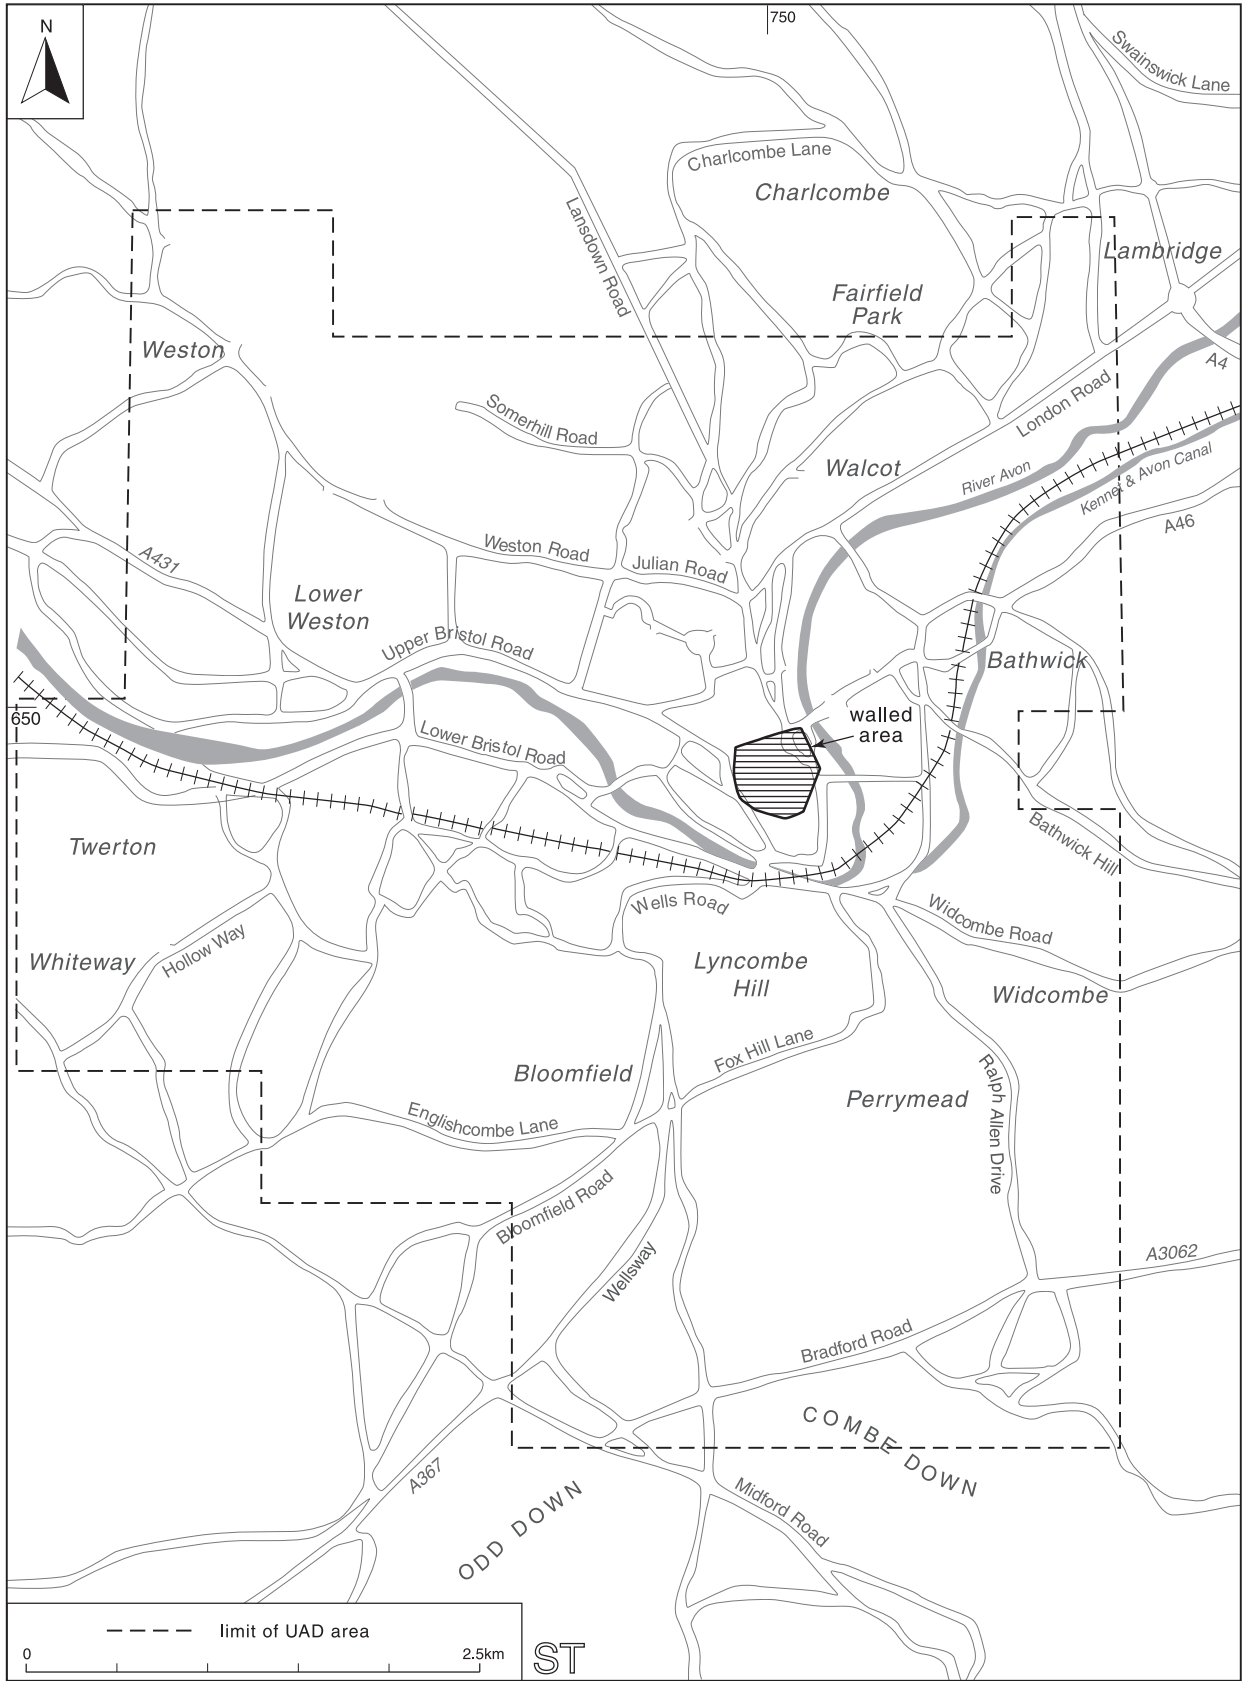 N
750
Swainswick Lane
Charlcombe Lane
Charlcombe
Lansdown Road
Lambridge
Fairfield
Park
Weston
A4
London Road
Somerhill Road
Walcot
River Avon
Kennet & Avon Canal
A46
Weston Road
Julian Road
A431
Lower
Weston
Upper Bristol Road
Bathwick
650
walled
area
Lower Bristol Road
Twerton
Bathwick Hill
Wells Road
Widcombe Road
Hollow Way
Whiteway
Lyncombe
Hill
Widcombe
Fox Hill Lane
Bloomfield
Ralph Allen Drive
Perrymead
Englishcombe Lane
Bloomfield Road
Wellsway
A3062
Bradford Road
COMBE DOWN
A367
ODD DOWN
Midford Road
limit of UAD area
0
2.5km
ST